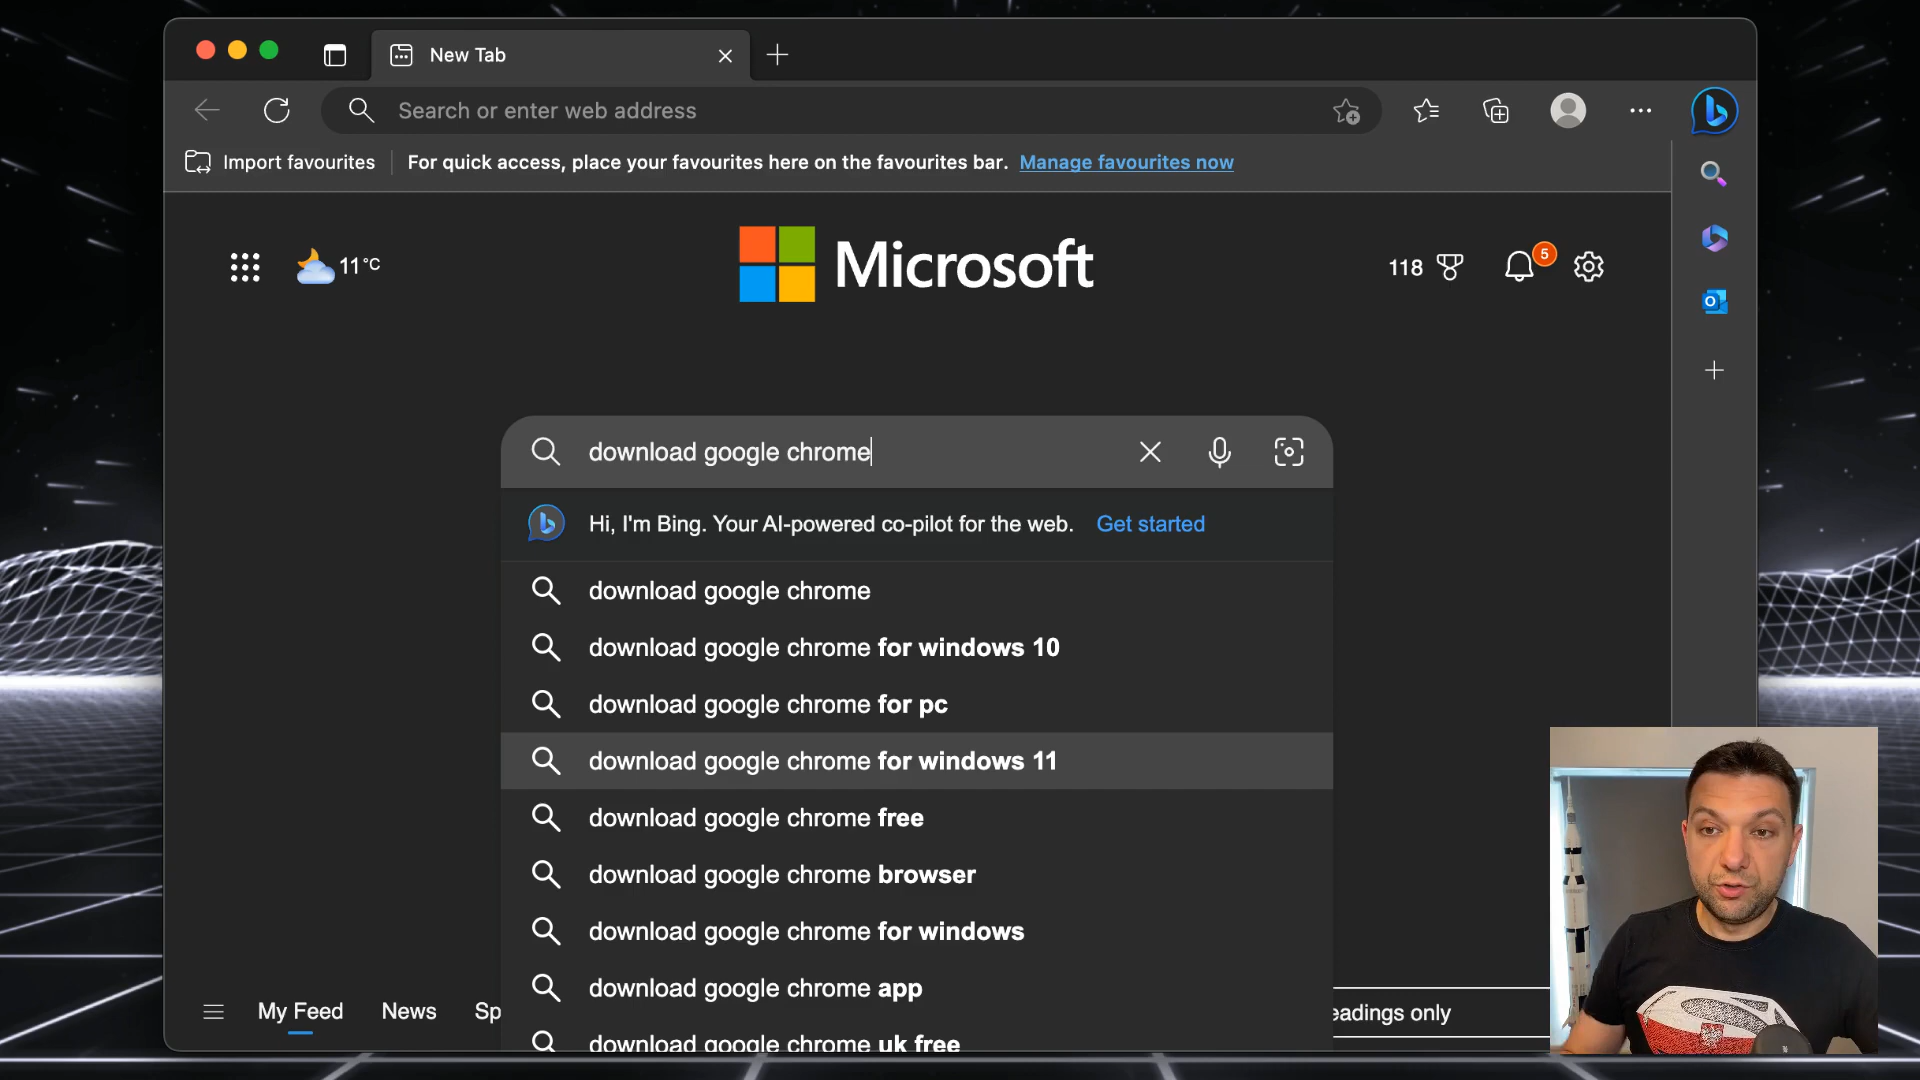 New Tab
Search or enter web address
Import favourites
For quick access, place your favourites here on the favourites bar. Manage favourites now
11°C
Microsoft
118
5
download google chrome
Hi, I'm Bing. Your AI-powered co-pilot for the web. Get started
download google chrome
download google chrome for windows 10
download google chrome for pc
download google chrome for windows 11
download google chrome free
download google chrome browser
download google chrome for windows
download google chrome app
download google chrome uk free
My Feed
News
Sp
eadings only